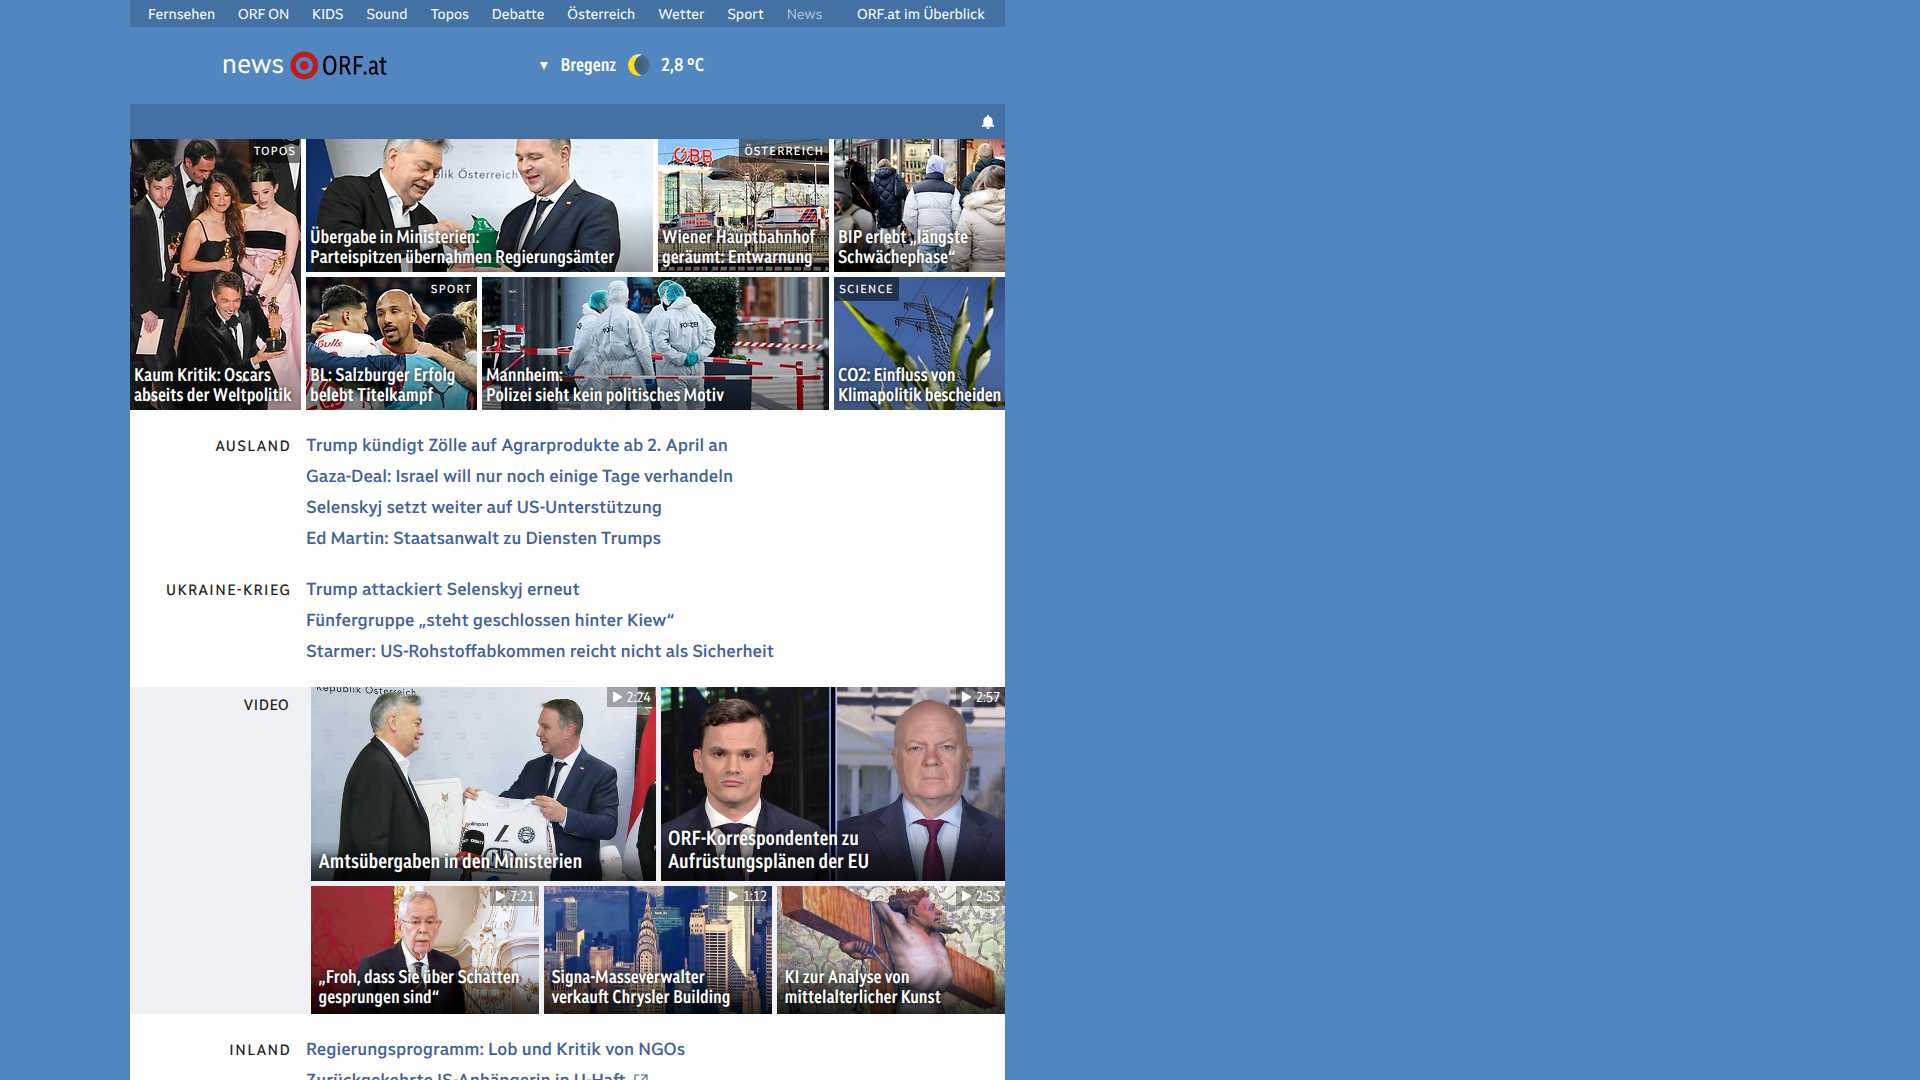 Fernsehen ORF ON KIDS Sound Topos Debatte Österreich Wetter Sport News ORF.at im Überblick
news ORF.at
Bregenz 2,8 °C
TOPOS
Kaum Kritik: Oscars
abseits der Weltpolitik
Republik Österreich
Übergabe in Ministerien:
Parteispitzen übernahmen Regierungsämter
ÖBB
ÖSTERREICH
Wiener Hauptbahnhof
geräumt: Entwarnung
BIP erlebt „längste
Schwächephase“
SPORT
BL: Salzburger Erfolg
belebt Titelkampf
POLIZEI
Mannheim:
Polizei sieht kein politisches Motiv
SCIENCE
CO2: Einfluss von
Klimapolitik bescheiden
AUSLAND
Trump kündigt Zölle auf Agrarprodukte ab 2. April an
Gaza-Deal: Israel will nur noch einige Tage verhandeln
Selenskyj setzt weiter auf US-Unterstützung
Ed Martin: Staatsanwalt zu Diensten Trumps
UKRAINE-KRIEG
Trump attackiert Selenskyj erneut
Fünfergruppe „steht geschlossen hinter Kiew“
Starmer: US-Rohstoffabkommen reicht nicht als Sicherheit
VIDEO
Republik Österreich
2:24
Amtsübergaben in den Ministerien
2:57
ORF-Korrespondenten zu
Aufrüstungsplänen der EU
7:21
„Froh, dass Sie über Schatten
gesprungen sind“
1:12
Signa-Masseverwalter
verkauft Chrysler Building
2:53
KI zur Analyse von
mittelalterlicher Kunst
INLAND
Regierungsprogramm: Lob und Kritik von NGOs
Zurückgekehrte IS-Anhängerin in U-Haft